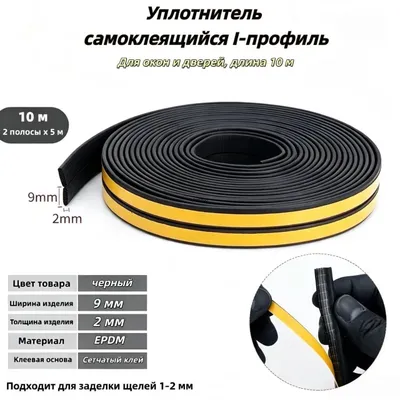 Уплотнитель
самоклеящийся I-профиль
Для окон и дверей, длина 10 м
10 м
2 полосы x 5 м
9mm
2mm
Цвет товара черный
Ширина изделия 9 мм
Толщина изделия 2 мм
Материал EPDM
Клеевая основа Сетчатый клей
Подходит для заделки щелей 1-2 мм